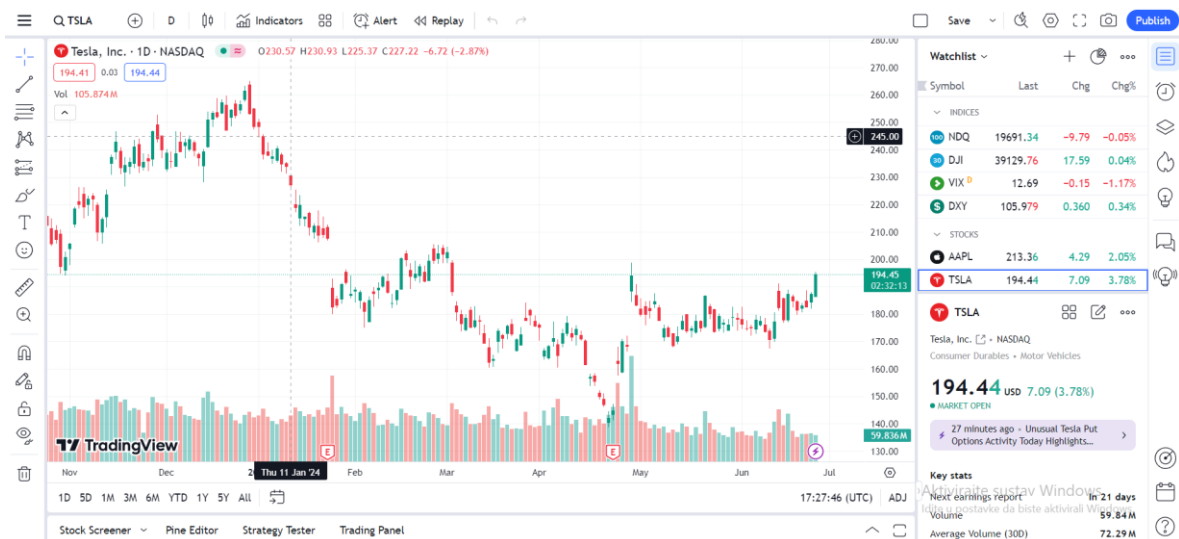 TSLA D Indicators Alert Replay Save Publish
Tesla, Inc. · 1D · NASDAQ O230.57 H230.93 L225.37 C227.22 -6.72 (-2.87%)
194.41 0.03 194.44
Vol 105.874M
280.00
270.00
260.00
250.00
245.00
240.00
230.00
220.00
210.00
200.00
194.45
02:32:13
180.00
170.00
160.00
150.00
140.00
59.836M
130.00
E E
TradingView
Nov Dec Thu 11 Jan '24 Feb Mar Apr May Jun Jul
1D 5D 1M 3M 6M YTD 1Y 5Y All 17:27:46 (UTC) ADJ
Stock Screener Pine Editor Strategy Tester Trading Panel
Watchlist
Symbol Last Chg Chg%
INDICES
100 NDQ 19691.34 -9.79 -0.05%
30 DJI 39129.76 17.59 0.04%
VIX D 12.69 -0.15 -1.17%
$ DXY 105.979 0.360 0.34%
STOCKS
AAPL 213.36 4.29 2.05%
TSLA 194.44 7.09 3.78%
TSLA
Tesla, Inc. • NASDAQ
Consumer Durables • Motor Vehicles
194.44 USD 7.09 (3.78%)
MARKET OPEN
27 minutes ago • Unusual Tesla Put
Options Activity Today Highlights...
Key stats
Aktivirajte sustav Windows
Next earnings report In 21 days
Idite u postavke da biste aktivirali Windows.
Volume 59.84M
Average Volume (30D) 72.29M